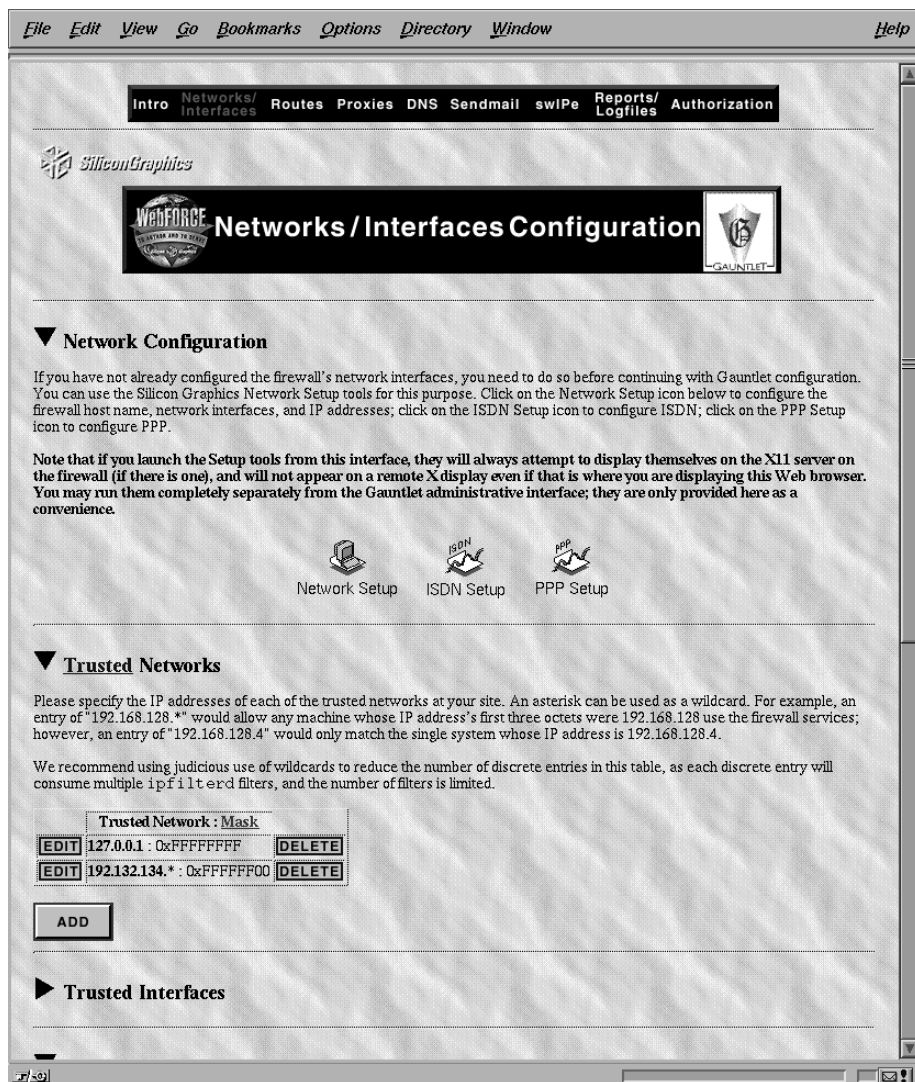 File Edit View Go Bookmarks Options Directory Window Help
Intro Networks/ Interfaces Routes Proxies DNS Sendmail swIPe Reports/ Logfiles Authorization
SiliconGraphics
WebFORCE
TO AUTHOR AND TO SERVE
Networks / Interfaces Configuration
G
GAUNTLET
Network Configuration
If you have not already configured the firewall's network interfaces, you need to do so before continuing with Gauntlet configuration.
You can use the Silicon Graphics Network Setup tools for this purpose. Click on the Network Setup icon below to configure the
firewall host name, network interfaces, and IP addresses; click on the ISDN Setup icon to configure ISDN; click on the PPP Setup
icon to configure PPP.
Note that if you launch the Setup tools from this interface, they will always attempt to display themselves on the X11 server on
the firewall (if there is one), and will not appear on a remote X display even if that is where you are displaying this Web browser.
You may run them completely separately from the Gauntlet administrative interface; they are only provided here as a
convenience.
ISDN PPP
Network Setup ISDN Setup PPP Setup
Trusted Networks
Please specify the IP addresses of each of the trusted networks at your site. An asterisk can be used as a wildcard. For example, an
entry of "192.168.128.*" would allow any machine whose IP address's first three octets were 192.168.128 use the firewall services;
however, an entry of "192.168.128.4" would only match the single system whose IP address is 192.168.128.4.
We recommend using judicious use of wildcards to reduce the number of discrete entries in this table, as each discrete entry will
consume multiple ipfilterd filters, and the number of filters is limited.
Trusted Network : Mask
EDIT 127.0.0.1 : 0xFFFFFFFF DELETE
EDIT 192.132.134.* : 0xFFFFFF00 DELETE
ADD
Trusted Interfaces